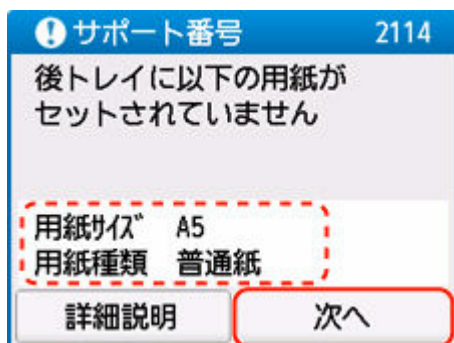 サポート番号 2114
後トレイに以下の用紙が
セットされていません
用紙サイズ A5
用紙種類 普通紙
詳細説明 次へ